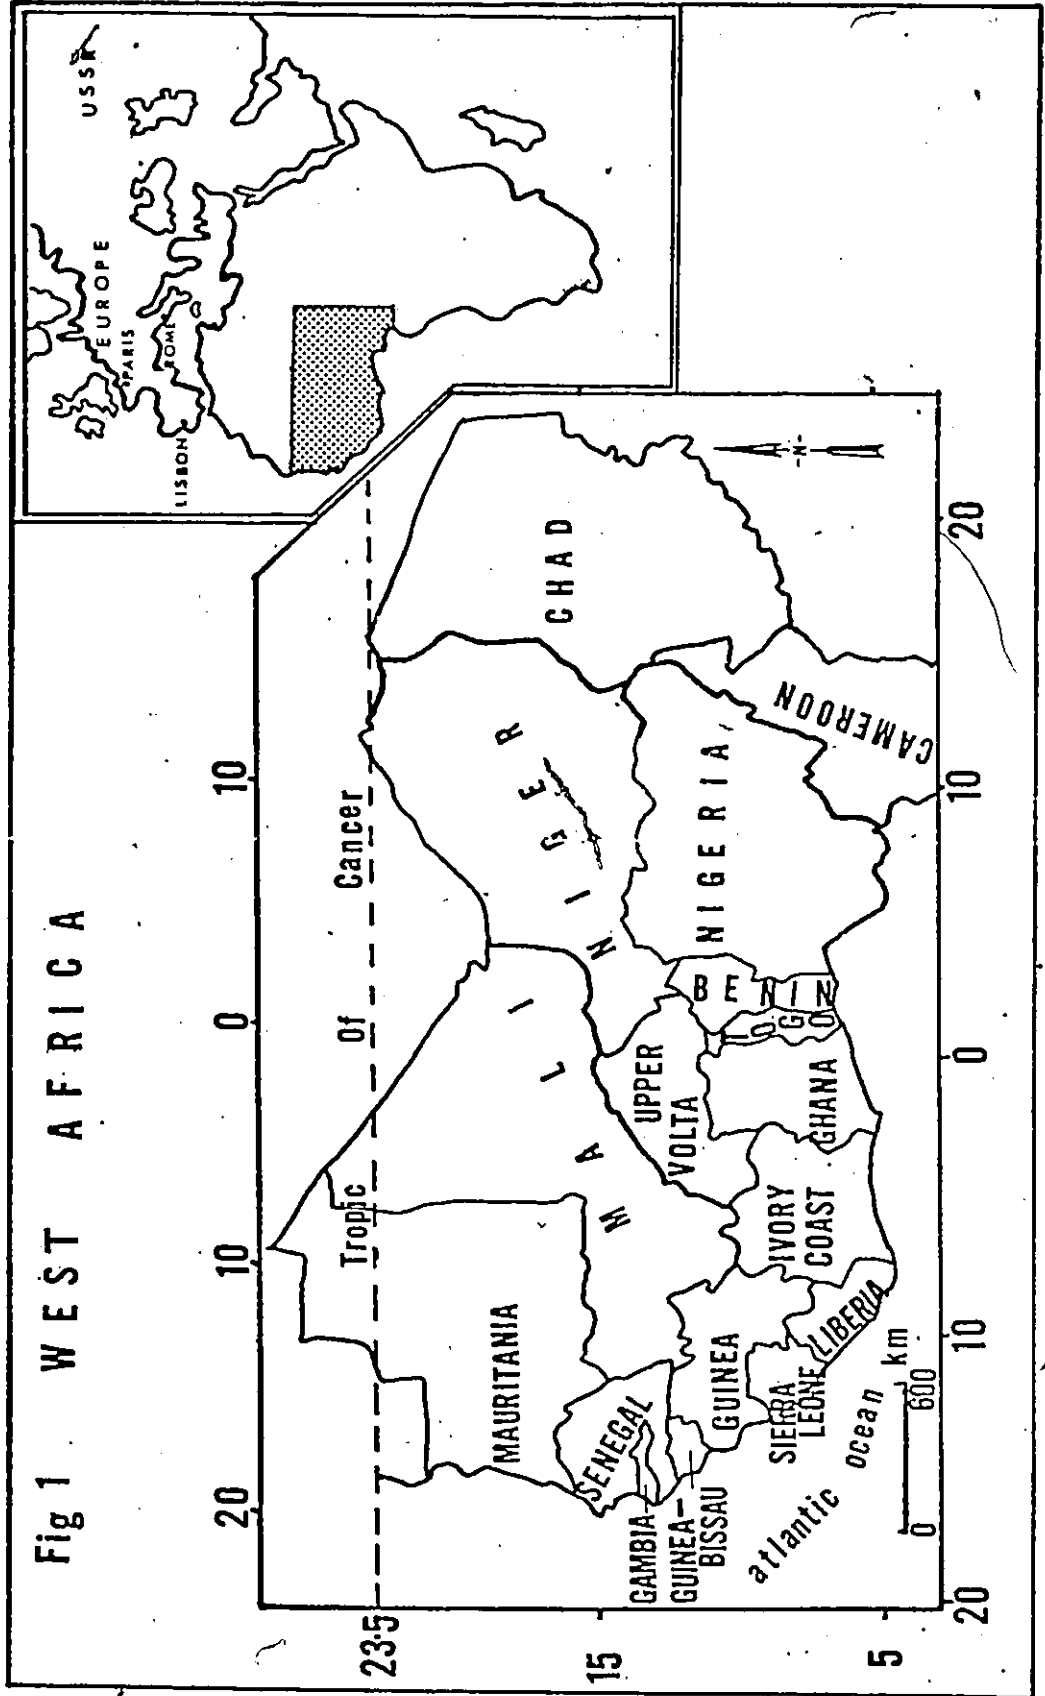 Fig 1 WEST AFRICA
USSR
EUROPE
PARIS
ROME
LISBON
20 10 0 10
23·5
Tropic Of Cancer
15
5
MAURITANIA
MALI
NIGER
CHAD
SENEGAL
GAMBIA
GUINEA-
BISSAU
GUINEA
SIERRA
LEONE
LIBERIA
IVORY
COAST
UPPER
VOLTA
GHANA
TOGO
BENIN
NIGERIA
CAMEROON
-N-
atlantic ocean
0 600 km
20 10 0 10 20